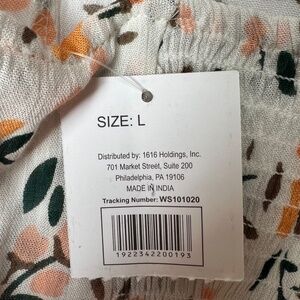 SIZE: L
Distributed by: 1616 Holdings, Inc.
701 Market Street, Suite 200
Philadelphia, PA 19106
MADE IN INDIA
Tracking Number: WS101020
1922342200193